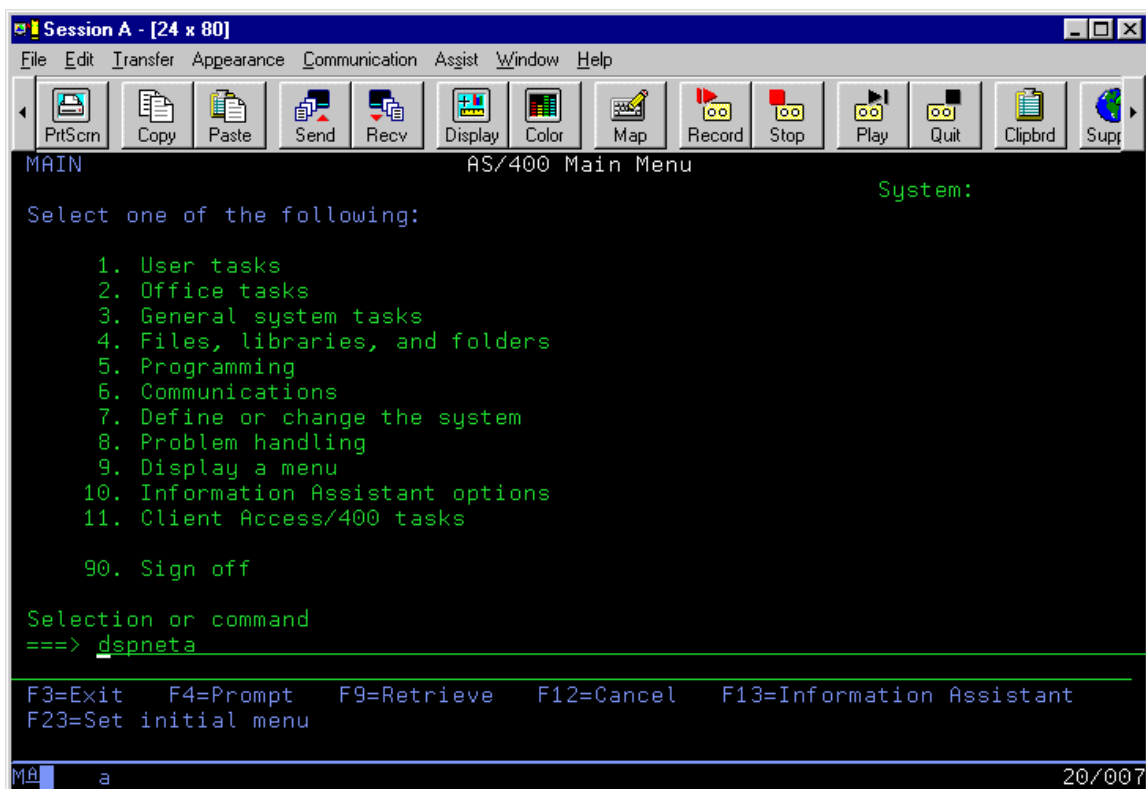 Session A - [24 x 80]
File Edit Transfer Appearance Communication Assist Window Help
PrtScrn Copy Paste Send Recv Display Color Map Record Stop Play Quit Clipbrd Supp
MAIN AS/400 Main Menu
System:
Select one of the following:
1. User tasks
2. Office tasks
3. General system tasks
4. Files, libraries, and folders
5. Programming
6. Communications
7. Define or change the system
8. Problem handling
9. Display a menu
10. Information Assistant options
11. Client Access/400 tasks
90. Sign off
Selection or command
===> dspneta
F3=Exit F4=Prompt F9=Retrieve F12=Cancel F13=Information Assistant
F23=Set initial menu
MA a 20/007